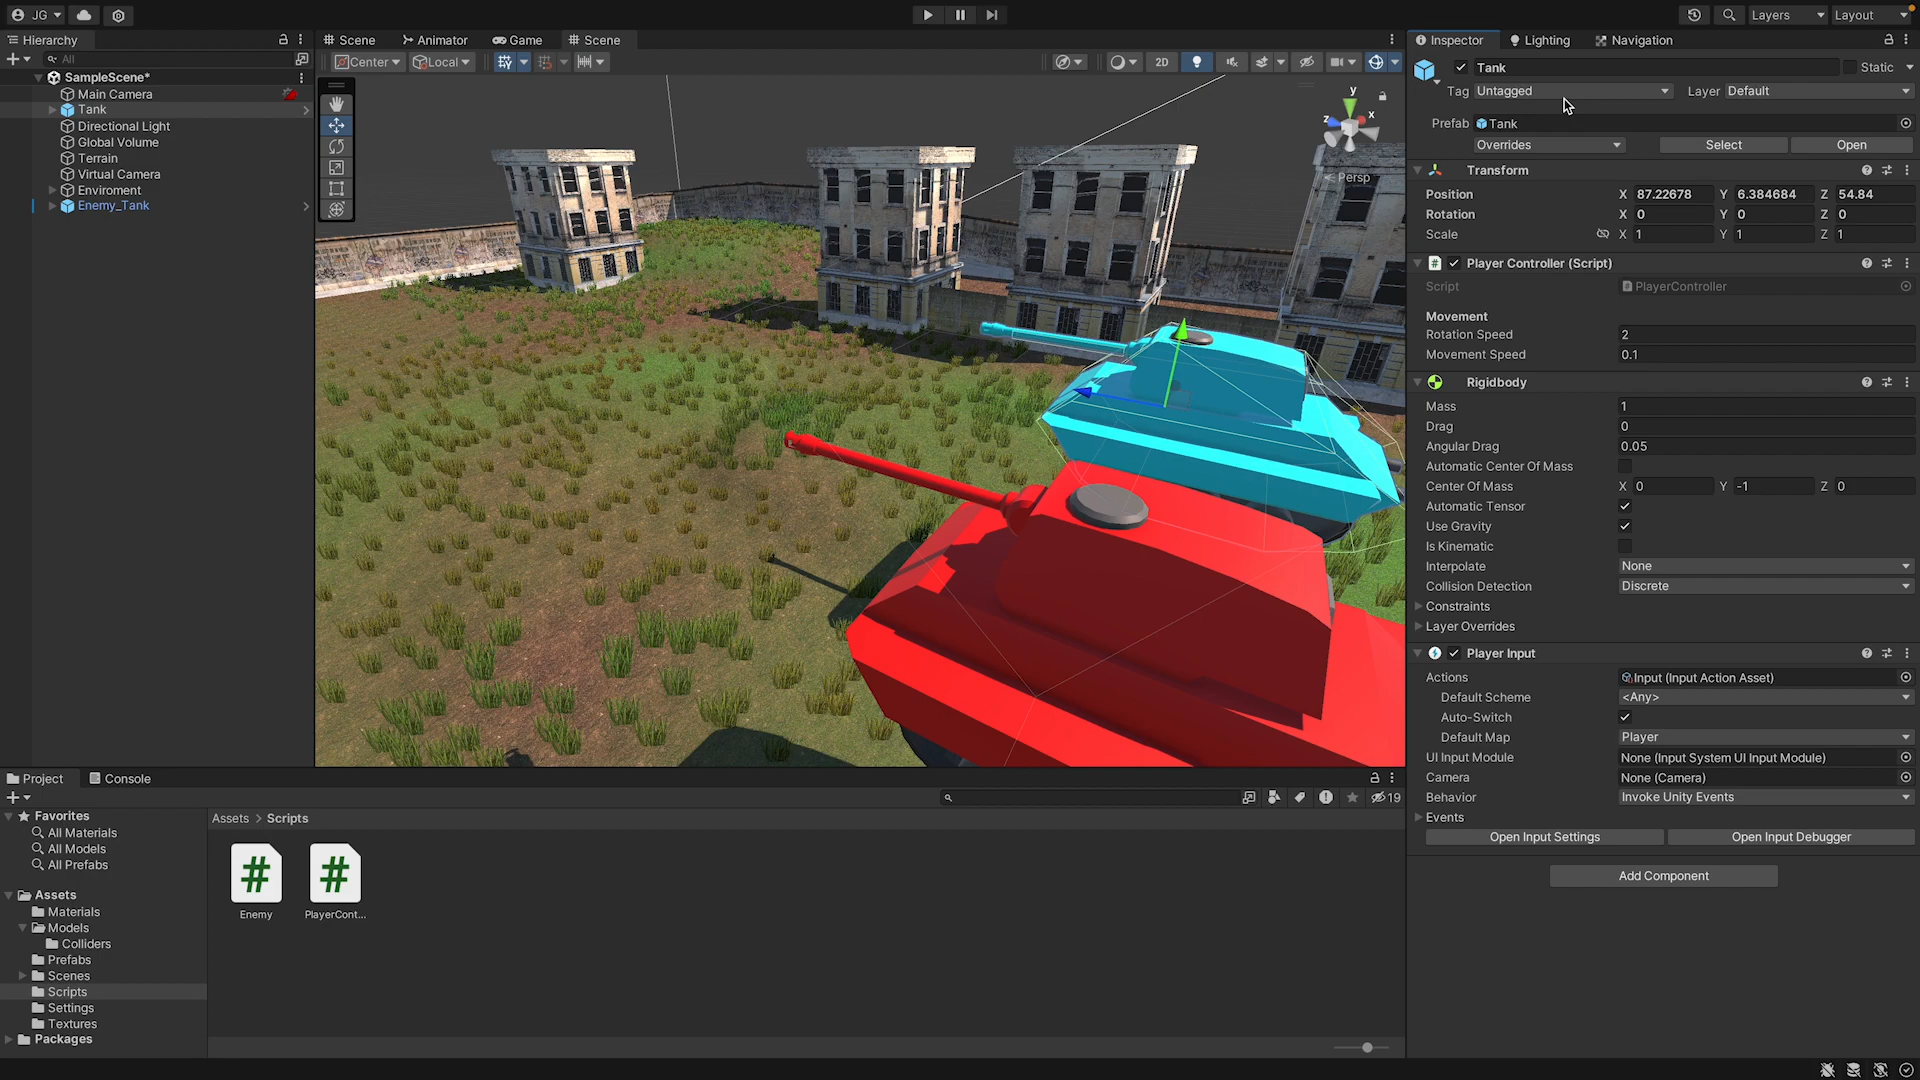 JG
Layers
Layout
Hierarchy
All
SampleScene*
Main Camera
Tank
Directional Light
Global Volume
Terrain
Virtual Camera
Enviroment
Enemy_Tank
Scene
Animator
Game
Scene
Center
Local
2D
y
x
z
Persp
Inspector
Lighting
Navigation
Tank
Static
Tag Untagged
Layer Default
Prefab Tank
Overrides
Select
Open
Transform
Position X 87.22678 Y 6.384684 Z 54.84
Rotation X 0 Y 0 Z 0
Scale X 1 Y 1 Z 1
Player Controller (Script)
Script PlayerController
Movement
Rotation Speed 2
Movement Speed 0.1
Rigidbody
Mass 1
Drag 0
Angular Drag 0.05
Automatic Center Of Mass
Center Of Mass X 0 Y -1 Z 0
Automatic Tensor
Use Gravity
Is Kinematic
Interpolate None
Collision Detection Discrete
Constraints
Layer Overrides
Player Input
Actions Input (Input Action Asset)
Default Scheme <Any>
Auto-Switch
Default Map Player
UI Input Module None (Input System UI Input Module)
Camera None (Camera)
Behavior Invoke Unity Events
Events
Open Input Settings
Open Input Debugger
Add Component
Project
Console
19
Favorites
All Materials
All Models
All Prefabs
Assets
Materials
Models
Colliders
Prefabs
Scenes
Scripts
Settings
Textures
Packages
Assets > Scripts
Enemy
PlayerCont...